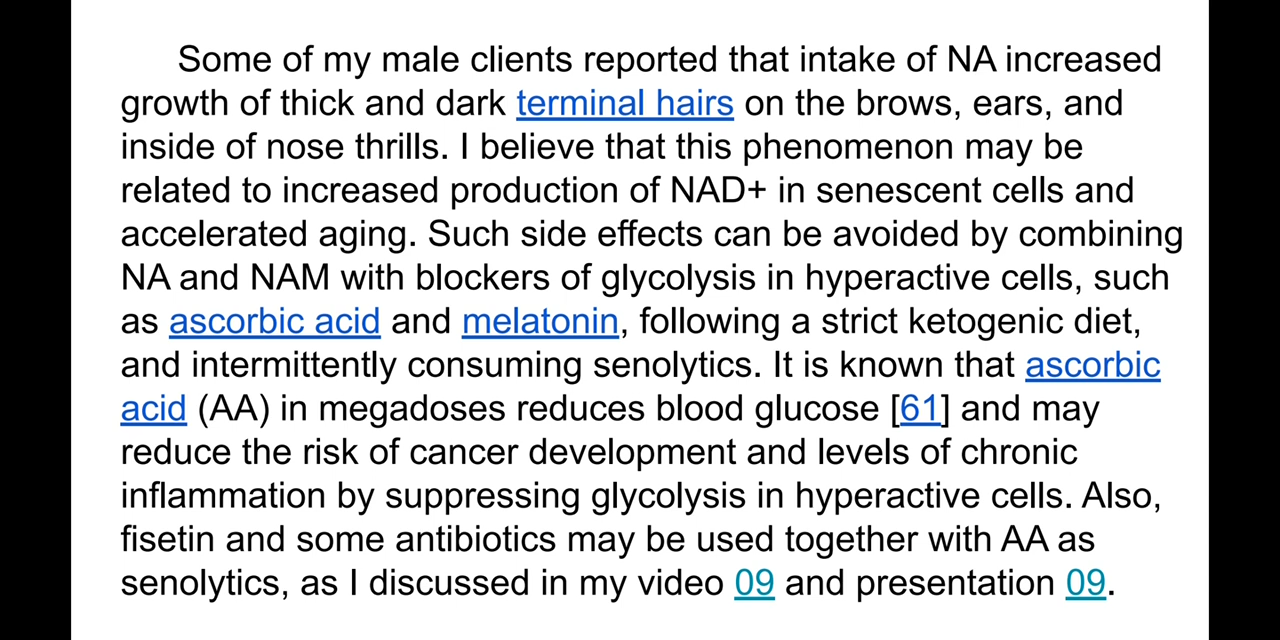 Some of my male clients reported that intake of NA increased
growth of thick and dark terminal hairs on the brows, ears, and
inside of nose thrills. I believe that this phenomenon may be
related to increased production of NAD+ in senescent cells and
accelerated aging. Such side effects can be avoided by combining
NA and NAM with blockers of glycolysis in hyperactive cells, such
as ascorbic acid and melatonin, following a strict ketogenic diet,
and intermittently consuming senolytics. It is known that ascorbic
acid (AA) in megadoses reduces blood glucose [61] and may
reduce the risk of cancer development and levels of chronic
inflammation by suppressing glycolysis in hyperactive cells. Also,
fisetin and some antibiotics may be used together with AA as
senolytics, as I discussed in my video 09 and presentation 09.